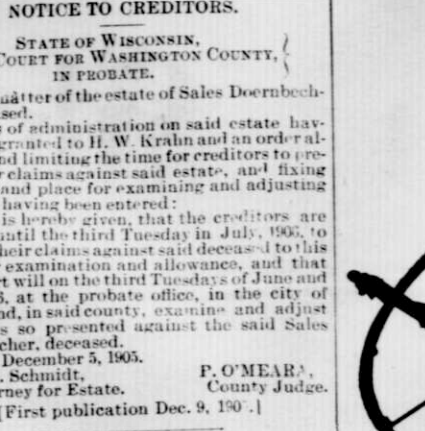 NOTICE TO CREDITORS.
STATE OF WISCONSIN,
COURT FOR WASHINGTON COUNTY,
IN PROBATE.
matter of the estate of Sales Doernbech-
sed.
of administration on said estate hav-
granted to H. W. Krahn and an order al-
nd limiting the time for creditors to pre-
r claims against said estate, and fixing
and place for examining and adjusting
having been entered:
is hereby given, that the creditors are
until the third Tuesday in July, 1906, to
heir claims against said deceased to this
examination and allowance, and that
t will on the third Tuesdays of June and
6, at the probate office, in the city of
nd, in said county, examine and adjust
s so presented against the said Sales
cher, deceased.
December 5, 1905.
. Schmidt, P. O'MEARA,
rney for Estate. County Judge.
[First publication Dec. 9, 190 .]